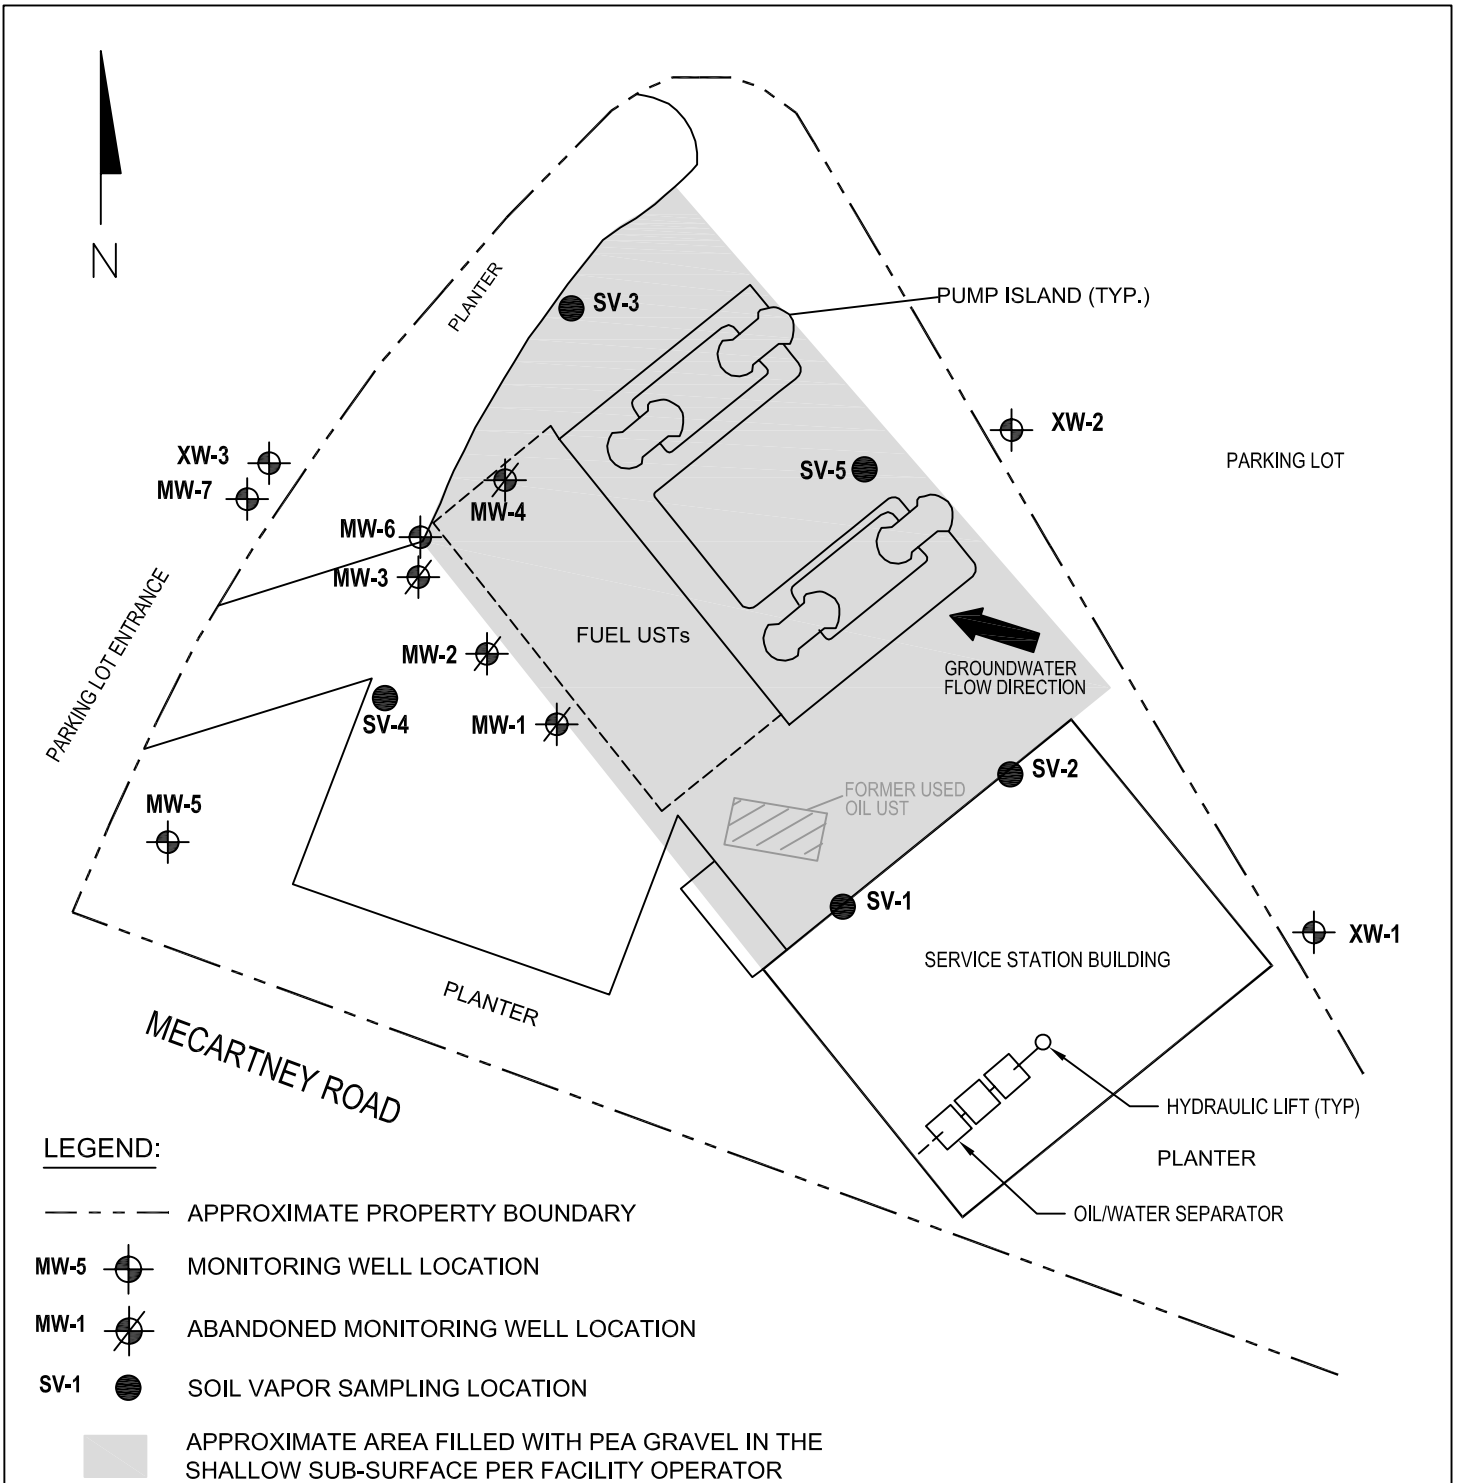 N
PLANTER
SV-3
PUMP ISLAND (TYP.)
XW-2
XW-3
MW-7
PARKING LOT
SV-5
MW-4
MW-6
MW-3
PARKING LOT ENTRANCE
FUEL USTs
MW-2
GROUNDWATER
FLOW DIRECTION
SV-4
MW-1
SV-2
MW-5
FORMER USED
OIL UST
SV-1
XW-1
SERVICE STATION BUILDING
PLANTER
MECARTNEY ROAD
HYDRAULIC LIFT (TYP)
PLANTER
OIL/WATER SEPARATOR
LEGEND:
APPROXIMATE PROPERTY BOUNDARY
MW-5 MONITORING WELL LOCATION
MW-1 ABANDONED MONITORING WELL LOCATION
SV-1 SOIL VAPOR SAMPLING LOCATION
APPROXIMATE AREA FILLED WITH PEA GRAVEL IN THE
SHALLOW SUB-SURFACE PER FACILITY OPERATOR